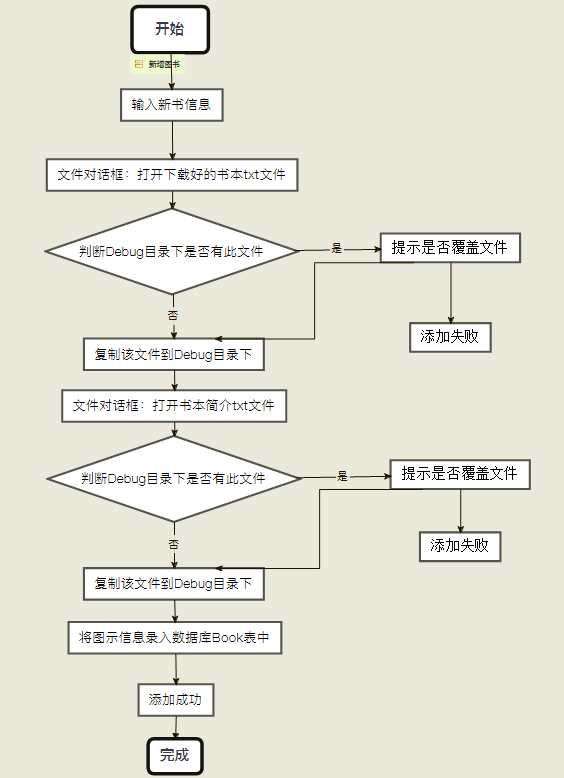 开始
新增图书
输入新书信息
文件对话框：打开下载好的书本txt文件
判断Debug目录下是否有此文件
是
提示是否覆盖文件
否
添加失败
复制该文件到Debug目录下
文件对话框：打开书本简介txt文件
判断Debug目录下是否有此文件
是
提示是否覆盖文件
否
添加失败
复制该文件到Debug目录下
将图示信息录入数据库Book表中
添加成功
完成